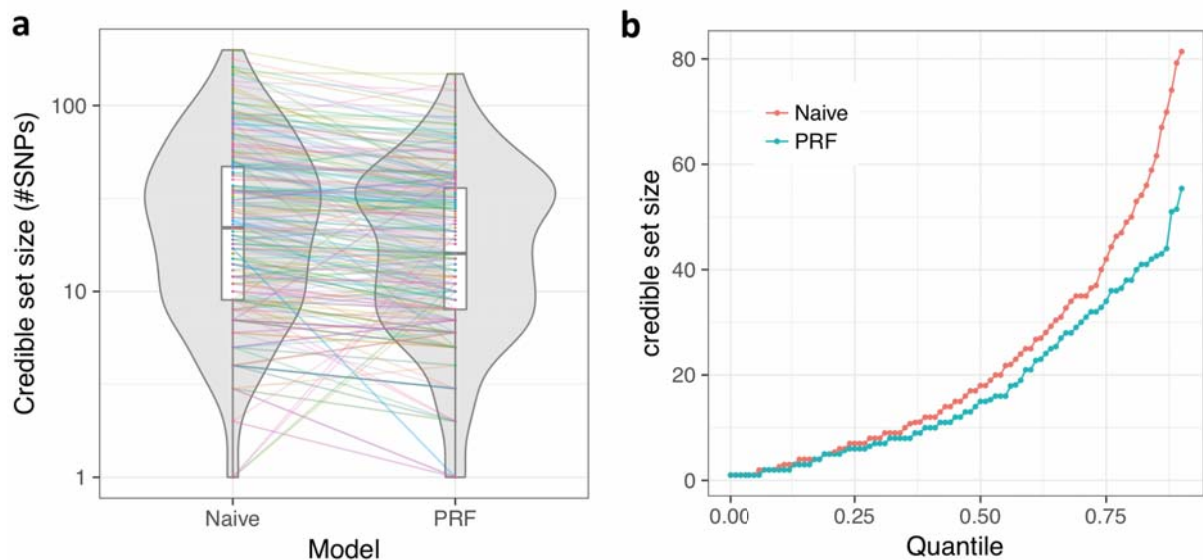 a
Credible set size (#SNPs)
100
10
1
Naive
PRF
Model
b
credible set size
80
60
40
20
0
Naive
PRF
0.00
0.25
0.50
0.75
Quantile